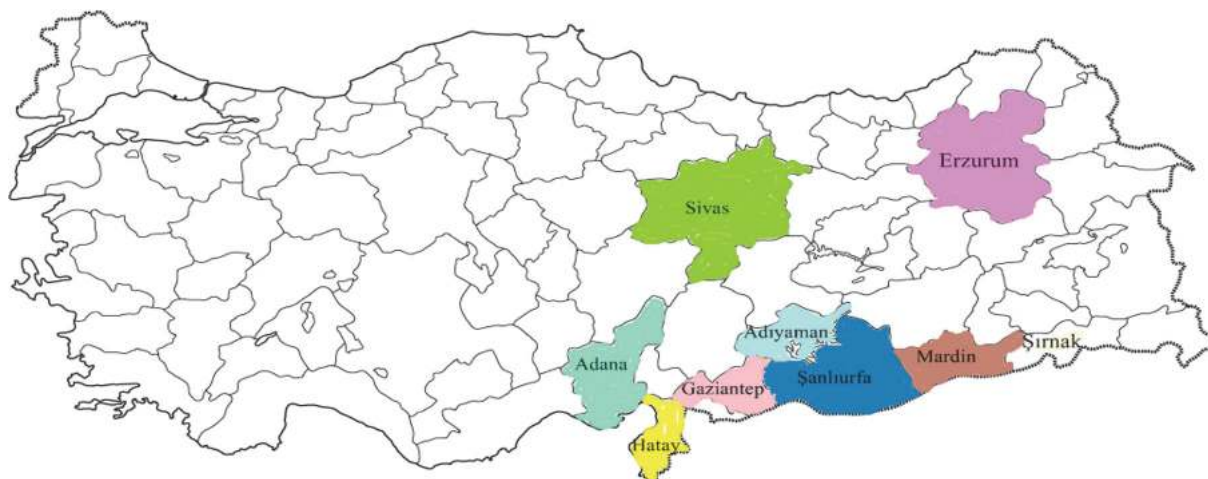 Erzurum
Sivas
Adıyaman
Şırnak
Mardin
Adana
Şanlıurfa
Gaziantep
Hatay